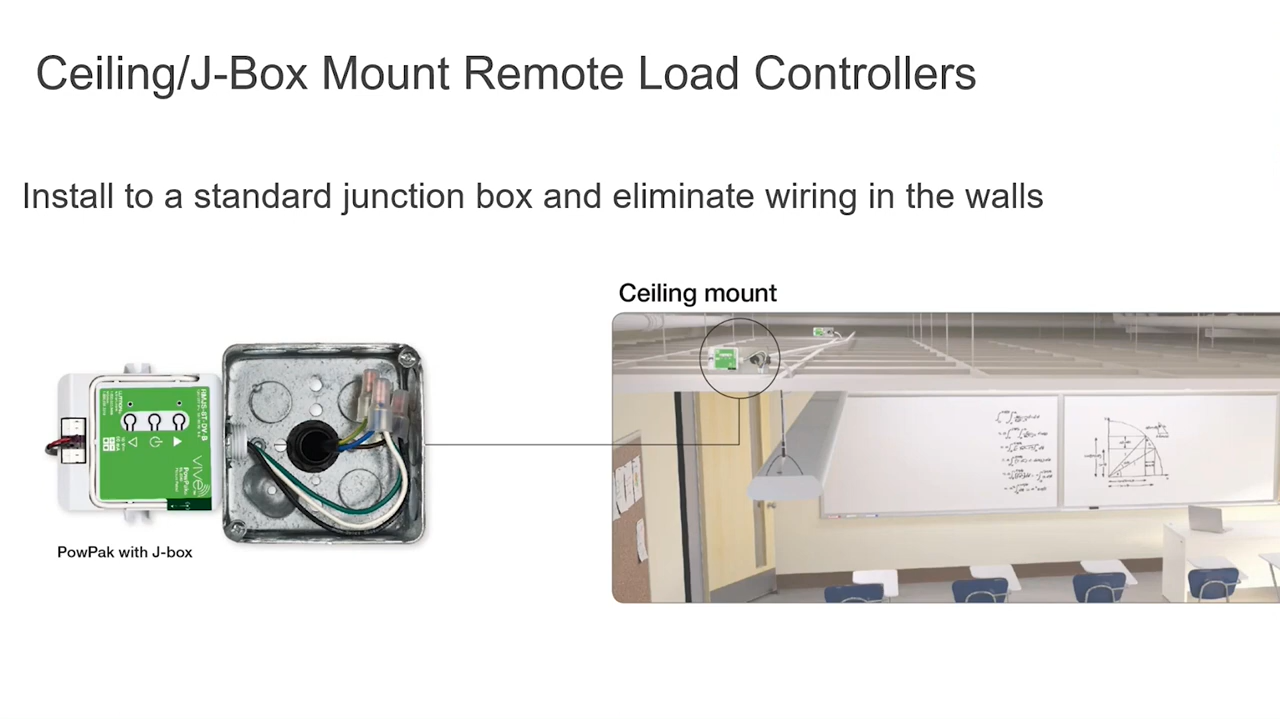 Ceiling/J-Box Mount Remote Load Controllers
Install to a standard junction box and eliminate wiring in the walls
Ceiling mount
VIVE
PowPak
PowPak with J-box